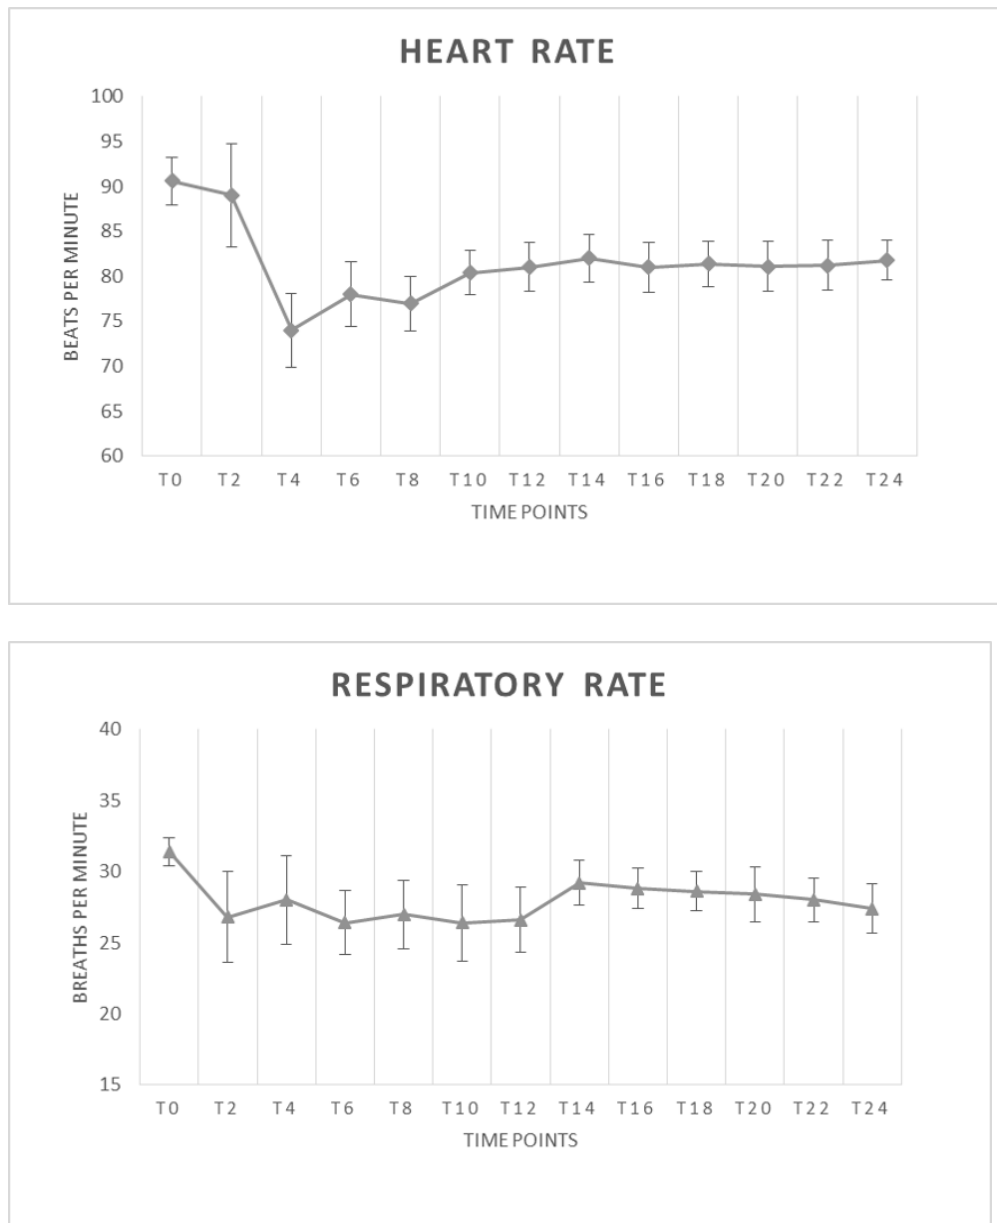 HEART RATE
100
95
90
85
80
75
70
65
60
BEATS PER MINUTE
T0 T2 T4 T6 T8 T10 T12 T14 T16 T18 T20 T22 T24
TIME POINTS
RESPIRATORY RATE
40
35
30
25
20
15
BREATHS PER MINUTE
T0 T2 T4 T6 T8 T10 T12 T14 T16 T18 T20 T22 T24
TIME POINTS